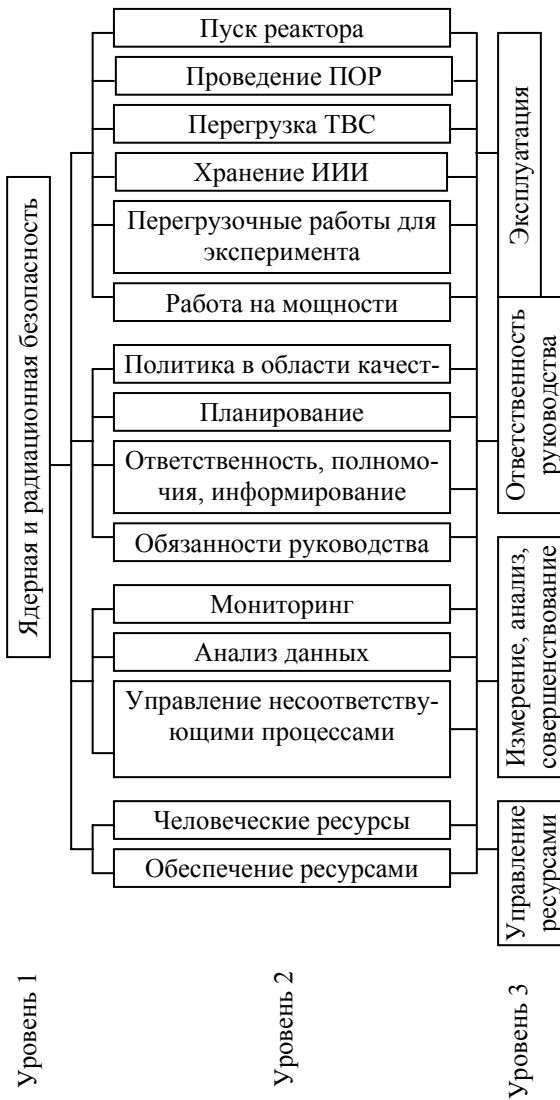 Ядерная и радиационная безопасность
Пуск реактора
Проведение ПОР
Перегрузка ТВС
Хранение ИИИ
Перегрузочные работы для
эксперимента
Работа на мощности
Политика в области качест-
Планирование
Ответственность, полномо-
чия, информирование
Обязанности руководства
Мониторинг
Анализ данных
Управление несоответству-
ющими процессами
Человеческие ресурсы
Обеспечение ресурсами
Эксплуатация
Ответственность
руководства
Измерение, анализ,
совершенствование
Управление
ресурсами
Уровень 1
Уровень 2
Уровень 3